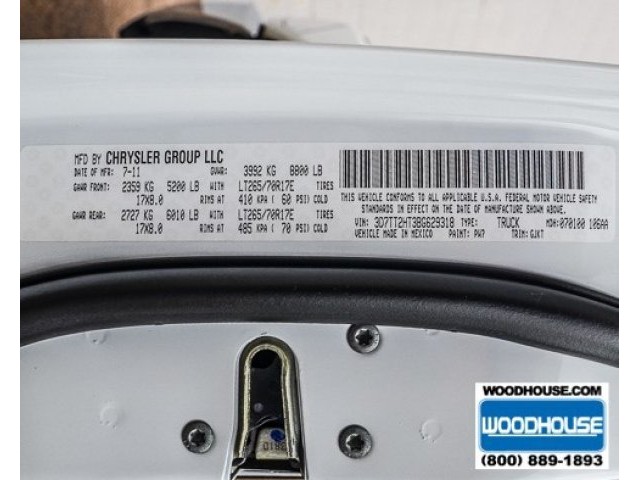 MFD BY CHRYSLER GROUP LLC
DATE OF MFR 7-11 GVWR: 3992 KG 8800 LB
GAWR FRONT: 2359 KG 5200 LB WITH LT265/70R17E TIRES
17X8.0 RIMS AT 410 KPA ( 60 PSI) COLD
GAWR REAR: 2727 KG 6010 LB WITH LT265/70R17E TIRES
17X8.0 RIMS AT 485 KPA ( 70 PSI) COLD
THIS VEHICLE CONFORMS TO ALL APPLICABLE U.S.A. FEDERAL MOTOR VEHICLE SAFETY
STANDARDS IN EFFECT ON THE DATE OF MANUFACTURE SHOWN ABOVE.
VIN: 3D7TT2HT3BG629318 TYPE: TRUCK MDH: 070100 106AA
VEHICLE MADE IN MEXICO PAINT: PW7 TRIM: GJXT
WOODHOUSE.COM
WOODHOUSE
(800) 889-1893